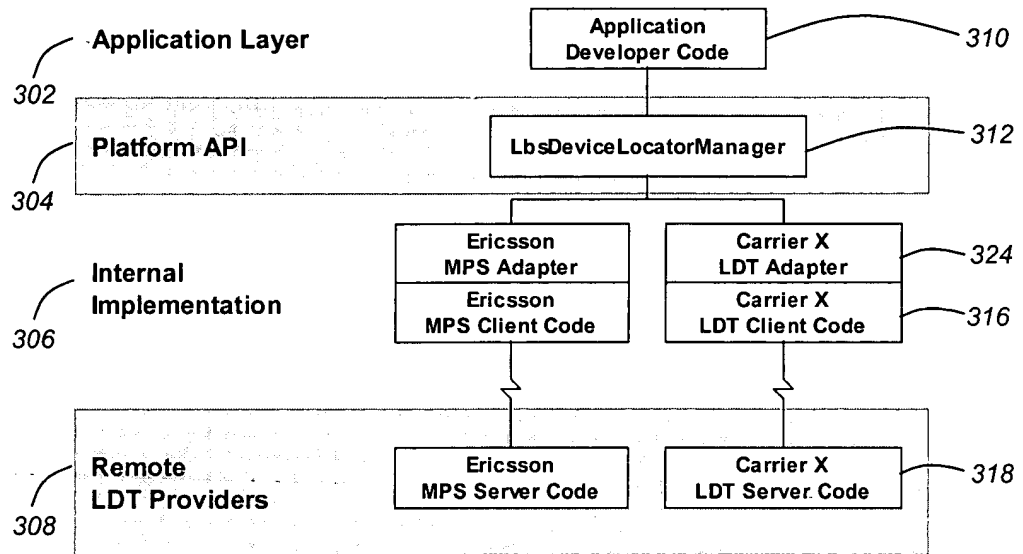 Application Layer
Application
Developer Code
310
302
Platform API
LbsDeviceLocatorManager
312
304
Internal
Implementation
Ericsson
MPS Adapter
Carrier X
LDT Adapter
324
Ericsson
MPS Client Code
Carrier X
LDT Client Code
316
306
Remote
LDT Providers
Ericsson
MPS Server Code
Carrier X
LDT Server Code
318
308